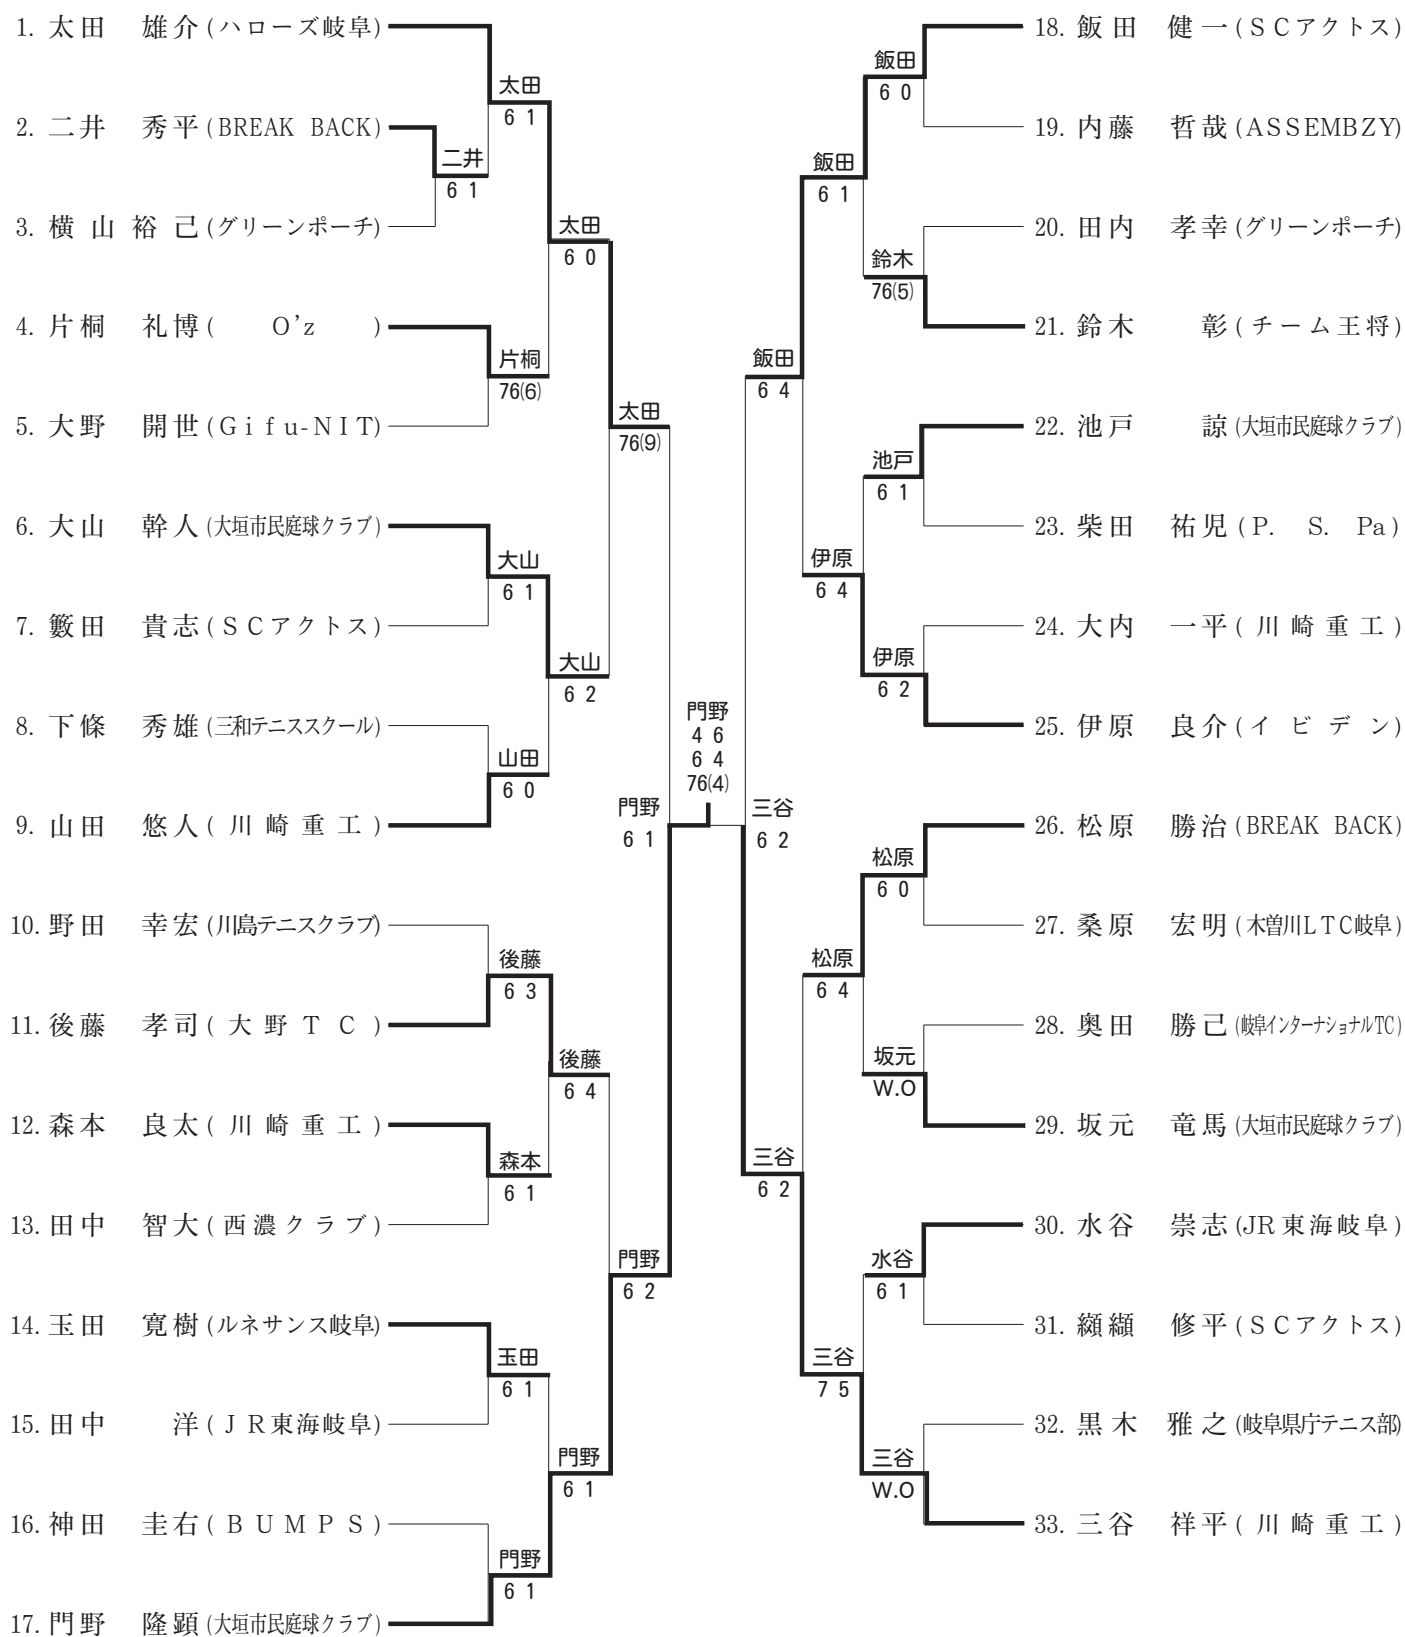 1. 太田 雄介 (ハローズ岐阜)
2. 二井 秀平 (BREAK BACK)
3. 横山 裕己 (グリーンポーチ)
4. 片桐 礼博 ( O'z )
5. 大野 開世 (Gifu-NIT)
6. 大山 幹人 (大垣市民庭球クラブ)
7. 籔田 貴志 (SCアクトス)
8. 下條 秀雄 (三和テニススクール)
9. 山田 悠人 (川崎重工)
10. 野田 幸宏 (川島テニスクラブ)
11. 後藤 孝司 (大野TC)
12. 森本 良太 (川崎重工)
13. 田中 智大 (西濃クラブ)
14. 玉田 寛樹 (ルネサンス岐阜)
15. 田中 洋 (JR東海岐阜)
16. 神田 圭右 (BUMPS)
17. 門野 隆顕 (大垣市民庭球クラブ)
二井
6 1
太田
6 1
片桐
76(6)
大山
6 1
山田
6 0
後藤
6 3
森本
6 1
玉田
6 1
門野
6 1
太田
6 0
大山
6 2
後藤
6 4
門野
6 1
太田
76(9)
門野
6 2
門野
6 1
門野
4 6
6 4
76(4)
三谷
6 2
飯田
6 4
三谷
6 2
飯田
6 1
伊原
6 4
松原
6 4
三谷
7 5
飯田
6 0
鈴木
76(5)
池戸
6 1
伊原
6 2
松原
6 0
坂元
W.O
水谷
6 1
三谷
W.O
18. 飯田 健一 (SCアクトス)
19. 内藤 哲哉 (ASSEMBZY)
20. 田内 孝幸 (グリーンポーチ)
21. 鈴木 彰 (チーム王将)
22. 池戸 諒 (大垣市民庭球クラブ)
23. 柴田 祐児 (P. S. Pa)
24. 大内 一平 (川崎重工)
25. 伊原 良介 (イビデン)
26. 松原 勝治 (BREAK BACK)
27. 桑原 宏明 (木曽川LTC岐阜)
28. 奥田 勝己 (岐阜インターナショナルTC)
29. 坂元 竜馬 (大垣市民庭球クラブ)
30. 水谷 崇志 (JR東海岐阜)
31. 纐纈 修平 (SCアクトス)
32. 黒木 雅之 (岐阜県庁テニス部)
33. 三谷 祥平 (川崎重工)